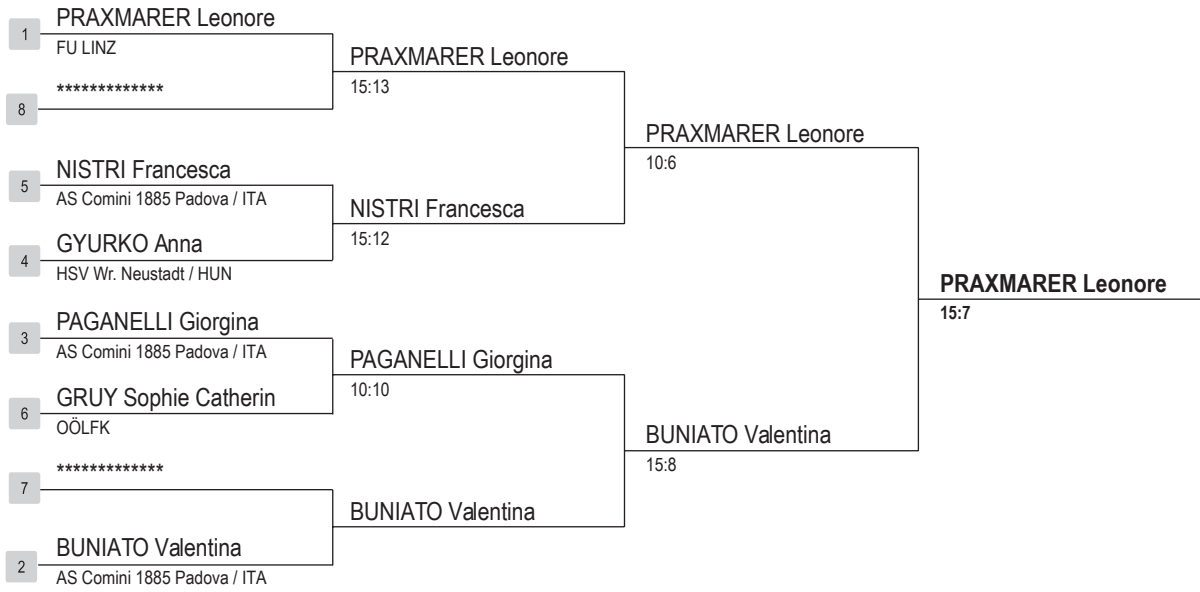 1
PRAXMARER Leonore
FU LINZ
8
*************
5
NISTRI Francesca
AS Comini 1885 Padova / ITA
4
GYURKO Anna
HSV Wr. Neustadt / HUN
3
PAGANELLI Giorgina
AS Comini 1885 Padova / ITA
6
GRUY Sophie Catherin
OÖLFK
7
*************
2
BUNIATO Valentina
AS Comini 1885 Padova / ITA
PRAXMARER Leonore
15:13
NISTRI Francesca
15:12
PAGANELLI Giorgina
10:10
BUNIATO Valentina
PRAXMARER Leonore
10:6
BUNIATO Valentina
15:8
PRAXMARER Leonore
15:7